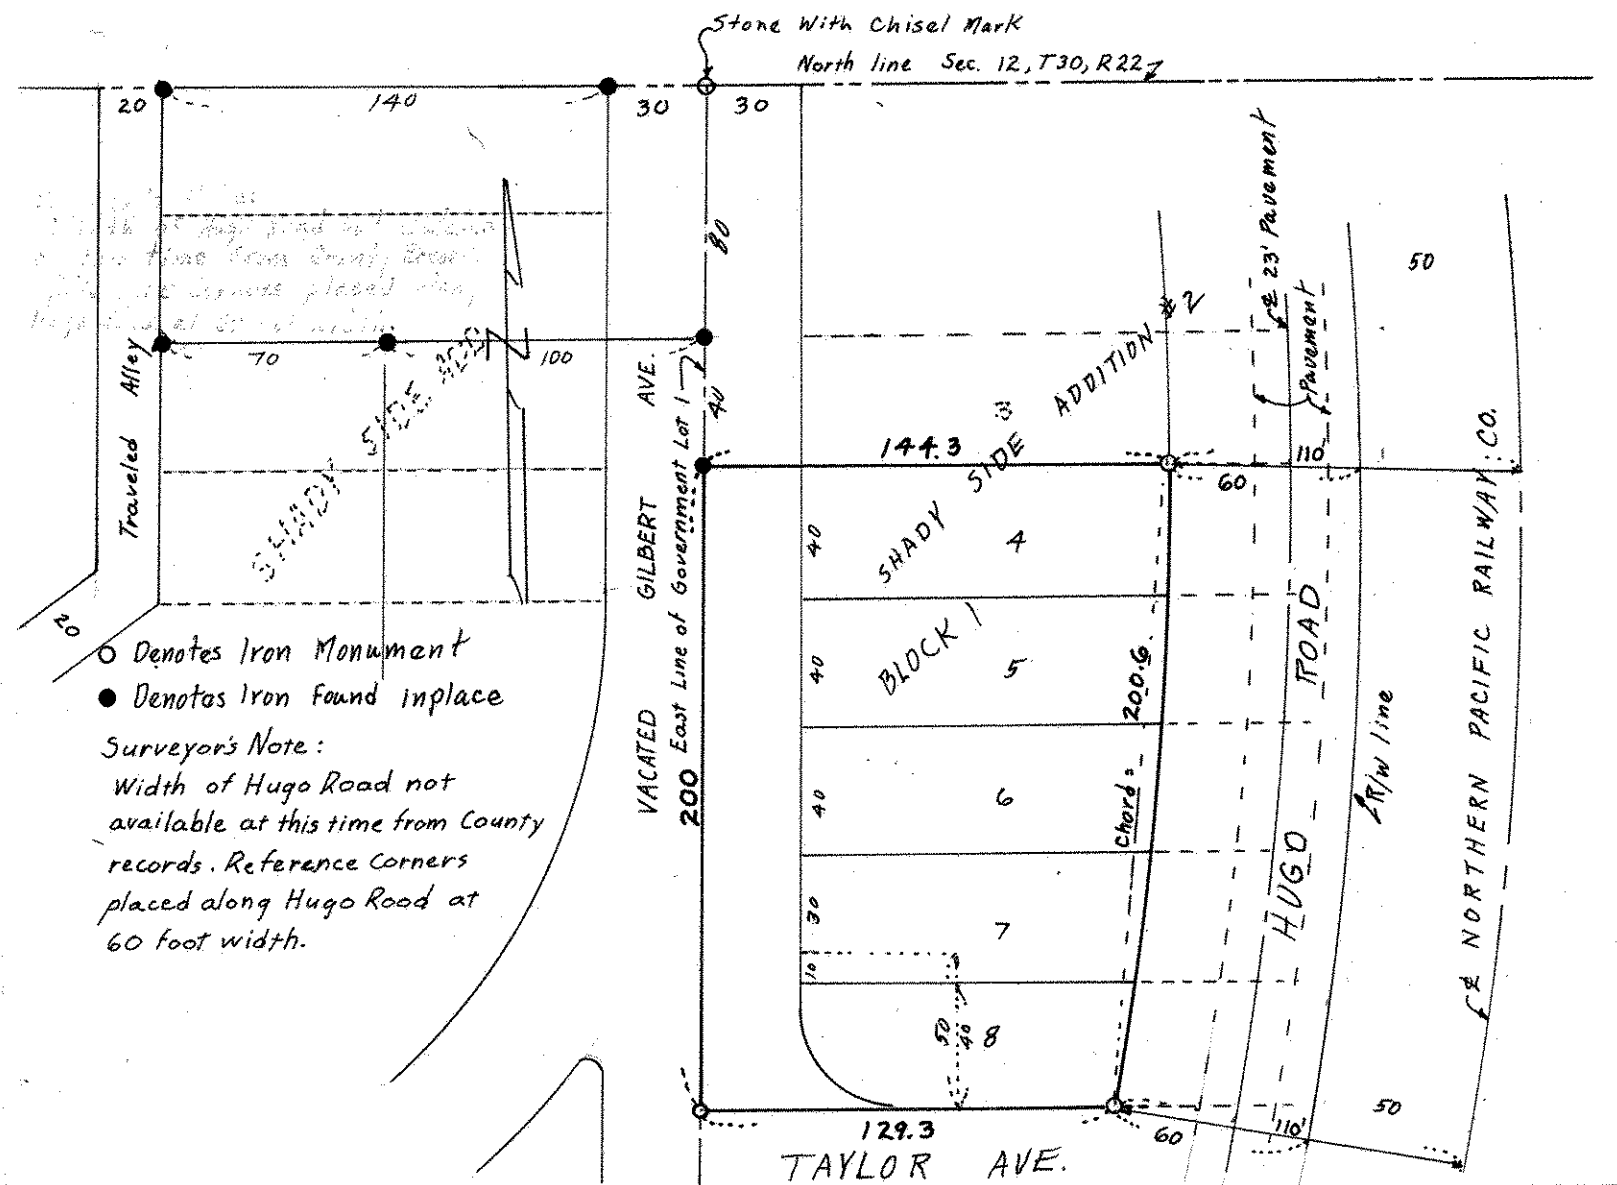 Stone With Chisel Mark
North line Sec. 12, T30, R22
20
140
30
30
80
℄ 23' Pavement
Pavement
50
Traveled Alley
70
100
SHADY SIDE ADD
N
20
VACATED GILBERT AVE.
East Line of Government Lot 1
40
200
144.3
60
110
SHADY SIDE ADDITION #2
BLOCK 1
3
40
4
40
5
40
6
30
7
10
50
40
8
Chord = 200.6
HUGO ROAD
R/W line
℄ NORTHERN PACIFIC RAILWAY CO.
O Denotes Iron Monument
● Denotes Iron Found inplace
Surveyor's Note:
Width of Hugo Road not
available at this time from County
records. Reference Corners
placed along Hugo Road at
60 foot width.
129.3
60
110'
50
TAYLOR AVE.